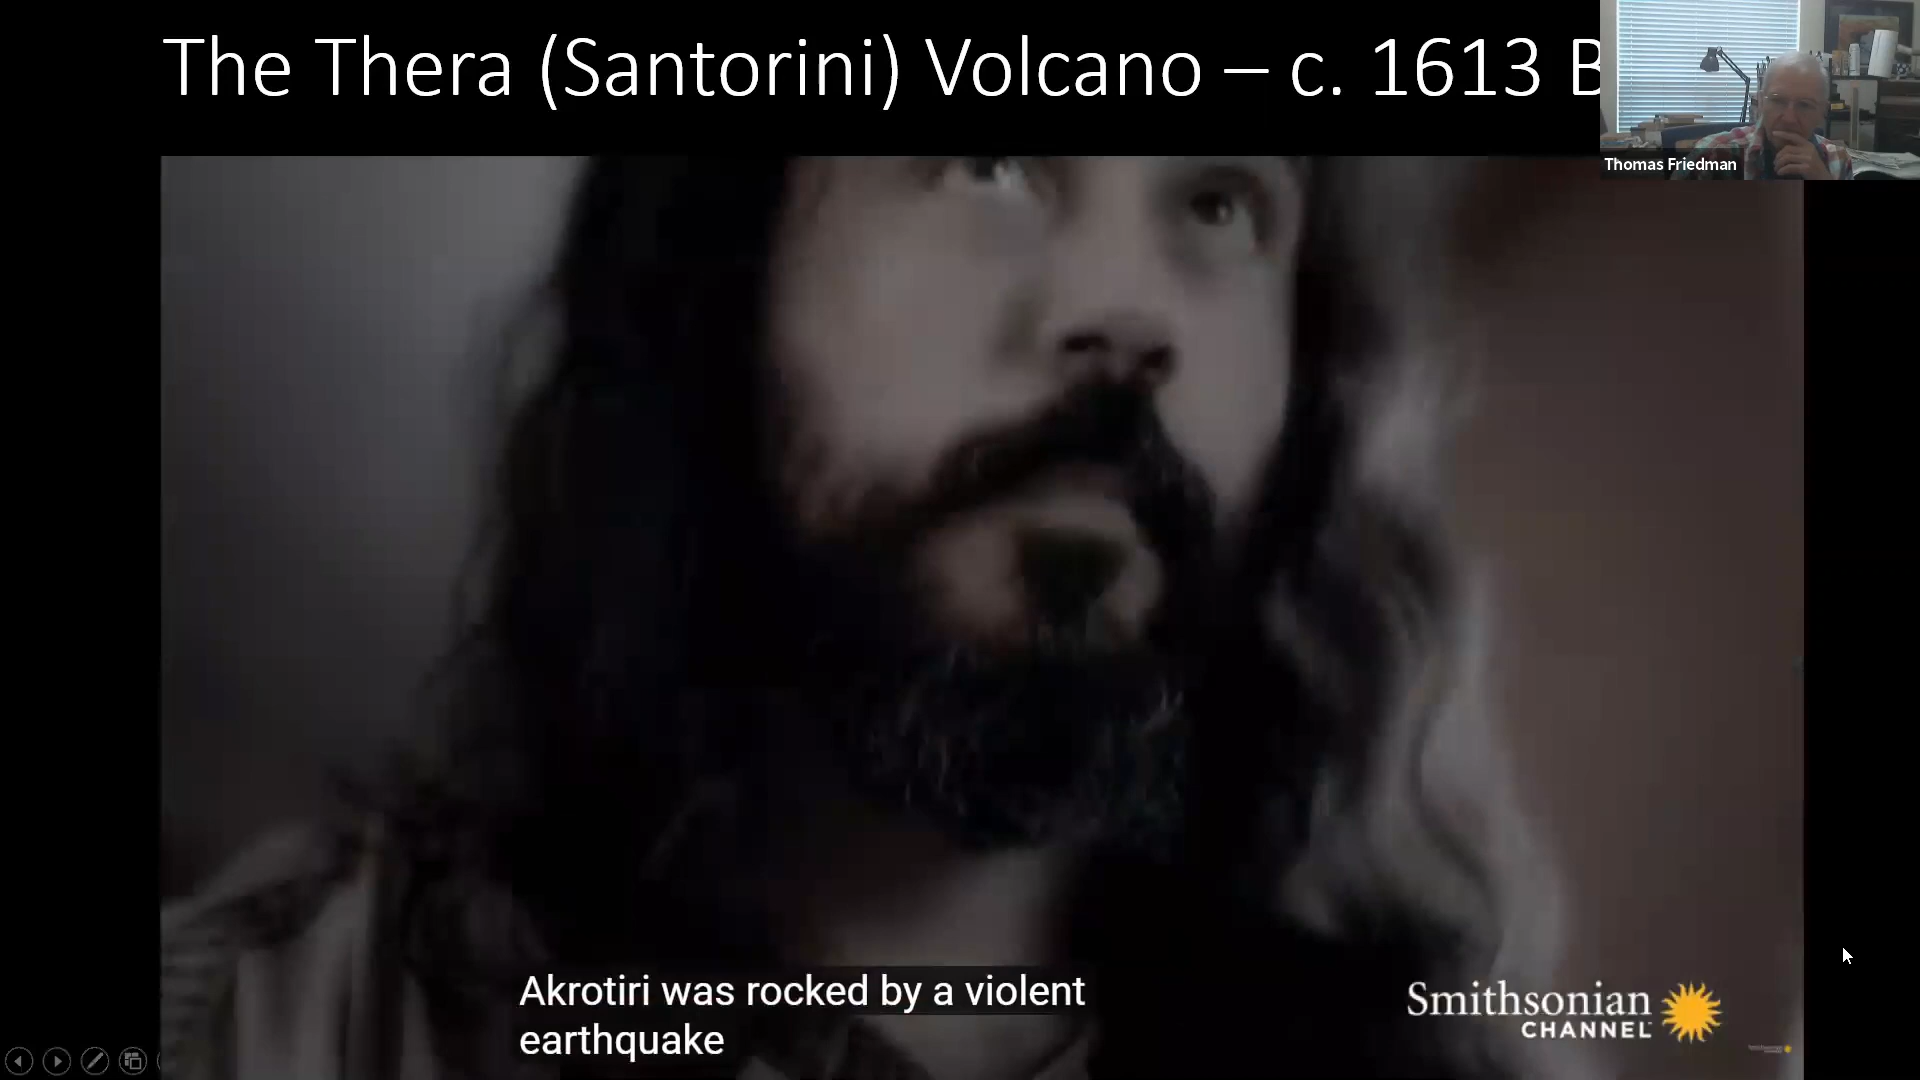 The Thera (Santorini) Volcano – c. 1613 B
Thomas Friedman
Akrotiri was rocked by a violent
earthquake
Smithsonian
CHANNEL